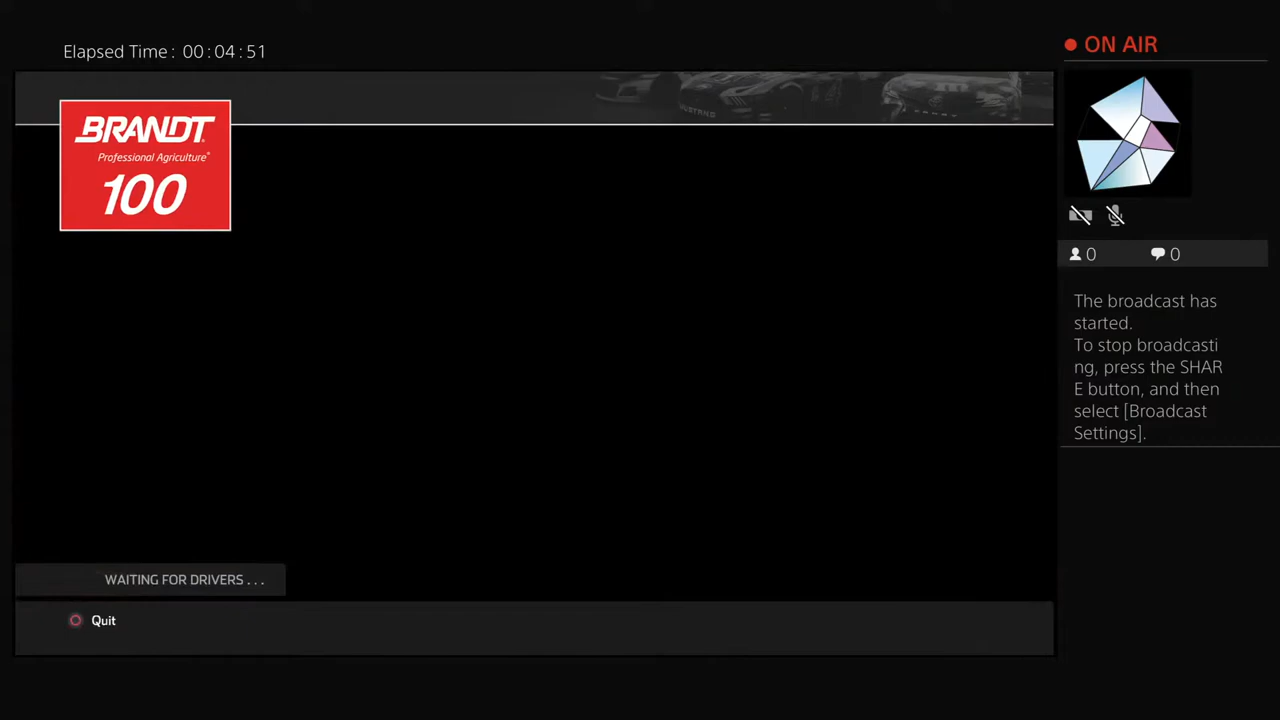 Elapsed Time: 00:04:51
ON AIR
BRANDT
Professional Agriculture®
100
MUSTANG
0
0
The broadcast has
started.
To stop broadcasti
ng, press the SHAR
E button, and then
select [Broadcast
Settings].
WAITING FOR DRIVERS . . .
Quit